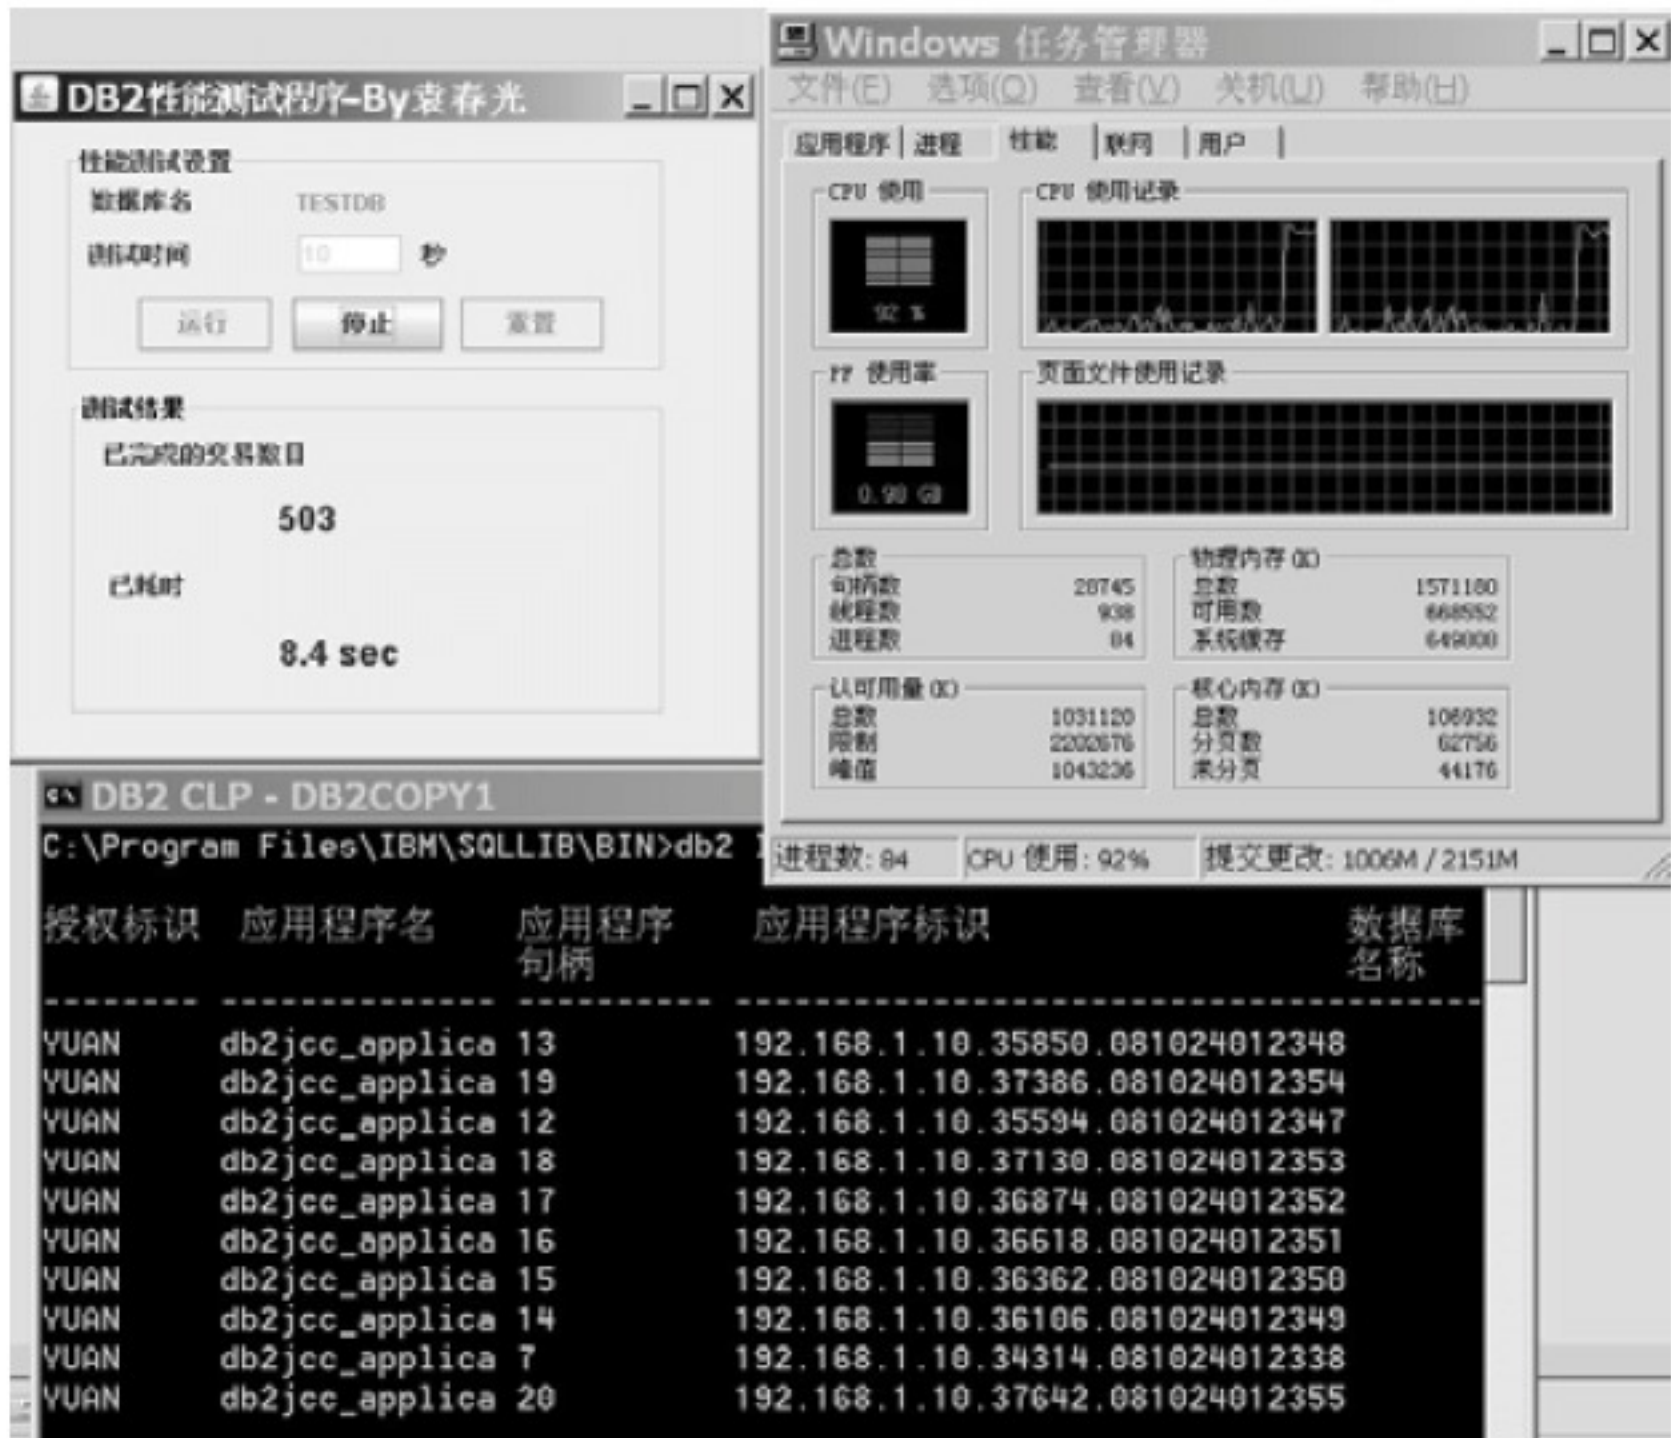 DB2性能测试程序-By袁春光
性能测试设置
数据库名 TESTDB
测试时间 10 秒
运行 停止 重置
测试结果
已完成的交易数目
503
已耗时
8.4 sec
Windows 任务管理器
文件(F) 选项(O) 查看(V) 关机(U) 帮助(H)
应用程序 进程 性能 联网 用户
CPU 使用 CPU 使用记录
92 %
PF 使用率 页面文件使用记录
0.98 GB
总数 物理内存(K)
句柄数 28745 总数 1571180
线程数 938 可用数 668552
进程数 84 系统缓存 649000
认可用量(K) 核心内存(K)
总数 1031120 总数 106932
限制 2202676 分页数 62756
峰值 1043236 未分页 44176
进程数: 84 CPU 使用: 92% 提交更改: 1006M / 2151M
DB2 CLP - DB2COPY1
C:\Program Files\IBM\SQLLIB\BIN>db2
授权标识 应用程序名 应用程序 应用程序标识 数据库
句柄 名称
-------- -------------- ---------- --------------------------------------
YUAN db2jcc_applica 13 192.168.1.10.35850.081024012348
YUAN db2jcc_applica 19 192.168.1.10.37386.081024012354
YUAN db2jcc_applica 12 192.168.1.10.35594.081024012347
YUAN db2jcc_applica 18 192.168.1.10.37130.081024012353
YUAN db2jcc_applica 17 192.168.1.10.36874.081024012352
YUAN db2jcc_applica 16 192.168.1.10.36618.081024012351
YUAN db2jcc_applica 15 192.168.1.10.36362.081024012350
YUAN db2jcc_applica 14 192.168.1.10.36106.081024012349
YUAN db2jcc_applica 7 192.168.1.10.34314.081024012338
YUAN db2jcc_applica 20 192.168.1.10.37642.081024012355